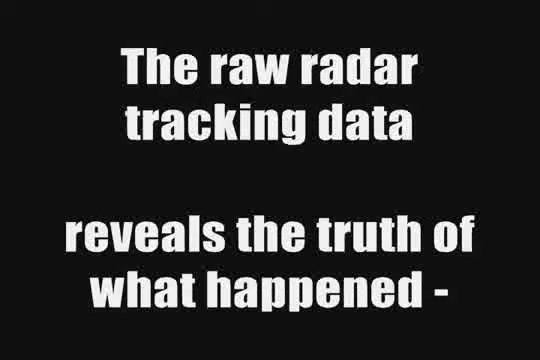 The raw radar
tracking data
reveals the truth of
what happened -